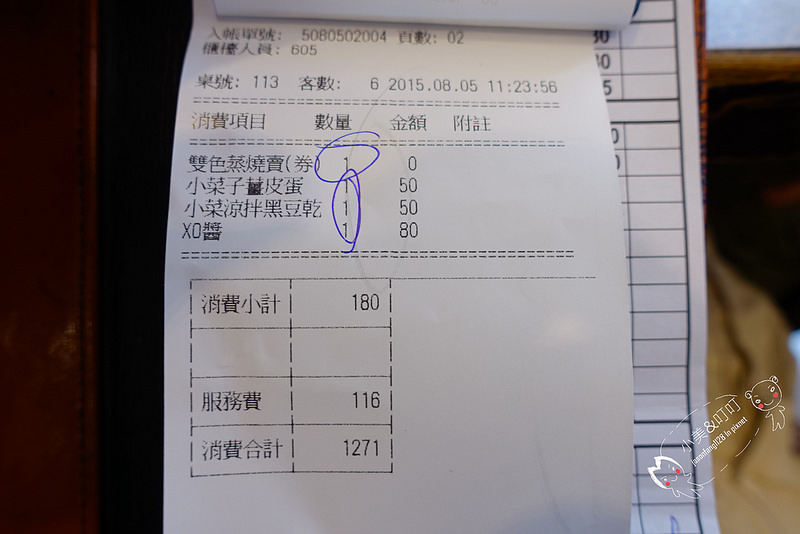 入帳單號: 5080502004 頁數: 02
櫃檯人員: 605
桌號: 113 客數: 6 2015.08.05 11:23:56
消費項目 數量 金額 附註
雙色蒸燒賣(券) 1 0
小菜子薑皮蛋 1 50
小菜涼拌黑豆乾 1 50
XO醬 1 80
消費小計 180
服務費 116
消費合計 1271
小美&叮叮